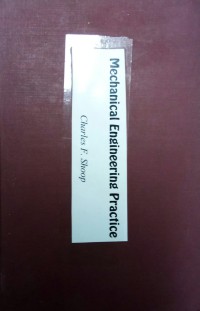 Mechanical Engineering Practice
Charles F. Shoop